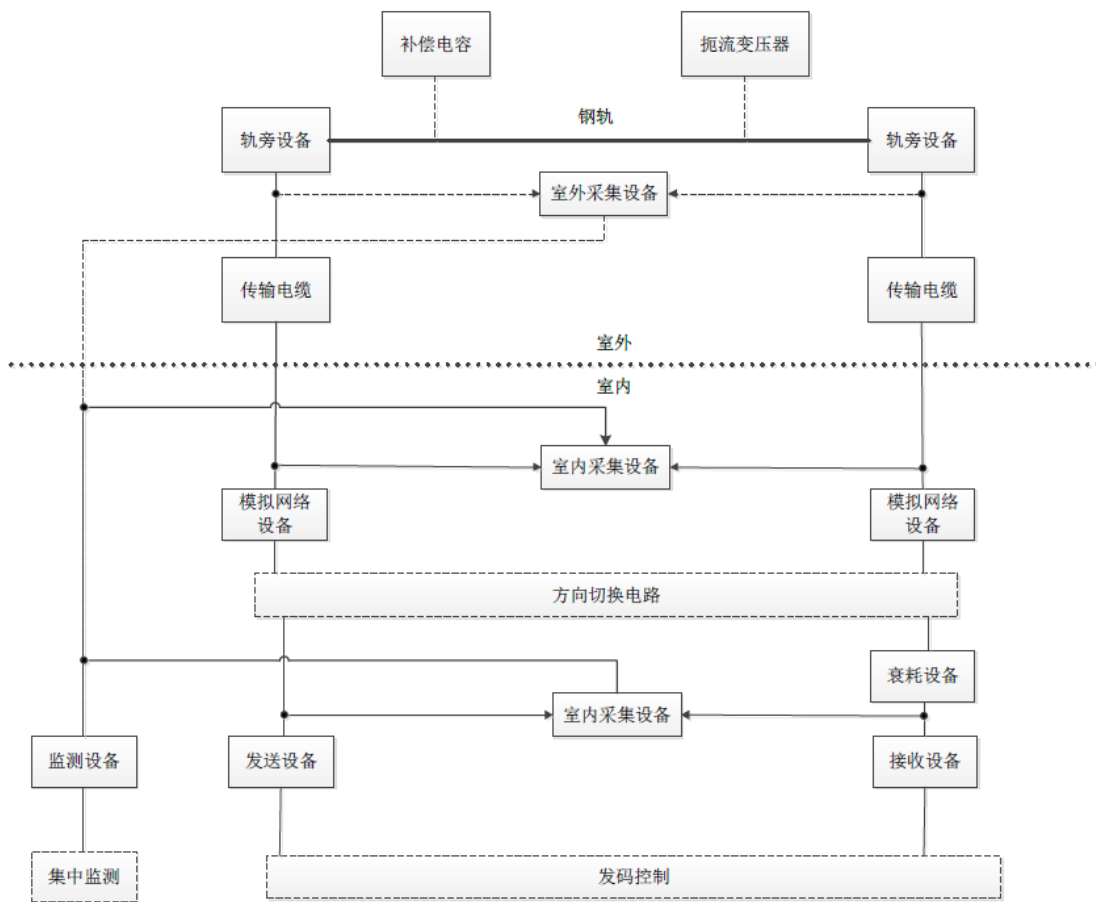 补偿电容
扼流变压器
钢轨
轨旁设备
轨旁设备
室外采集设备
传输电缆
传输电缆
室外
室内
室内采集设备
模拟网络
设备
模拟网络
设备
方向切换电路
衰耗设备
室内采集设备
监测设备
发送设备
接收设备
集中监测
发码控制